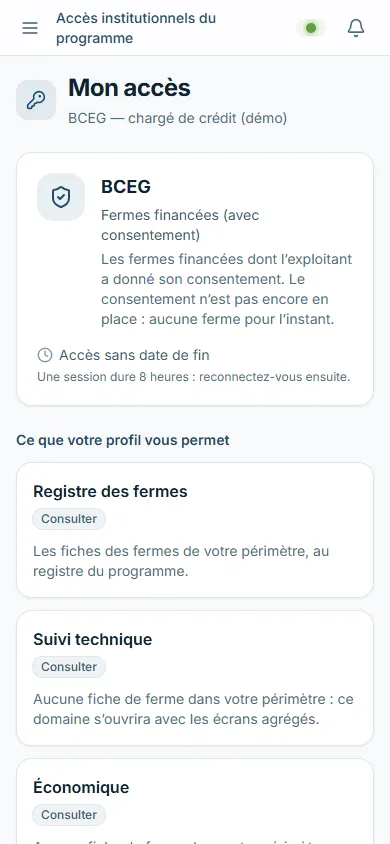 Accès institutionnels du
programme
Mon accès
BCEG — chargé de crédit (démo)
BCEG
Fermes financées (avec
consentement)
Les fermes financées dont l’exploitant
a donné son consentement. Le
consentement n’est pas encore en
place : aucune ferme pour l’instant.
Accès sans date de fin
Une session dure 8 heures : reconnectez-vous ensuite.
Ce que votre profil vous permet
Registre des fermes
Consulter
Les fiches des fermes de votre périmètre, au
registre du programme.
Suivi technique
Consulter
Aucune fiche de ferme dans votre périmètre : ce
domaine s’ouvrira avec les écrans agrégés.
Économique
Consulter